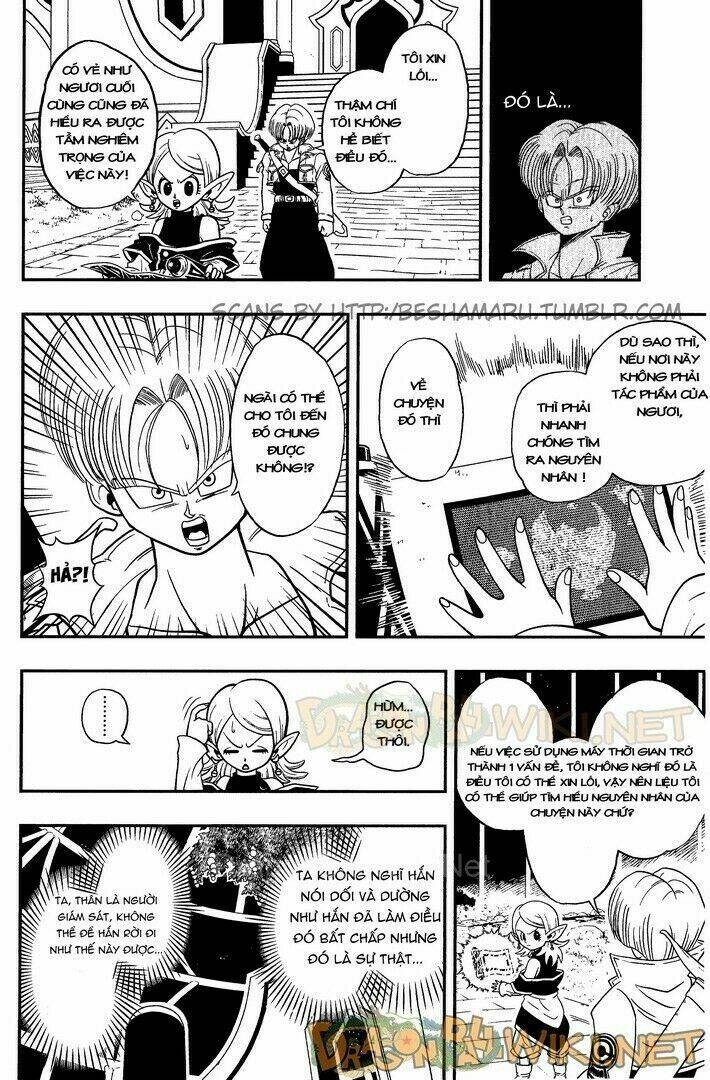 ĐÓ LÀ...
TÔI XIN
LỖI...
THẬM CHÍ
TÔI KHÔNG
HỀ BIẾT
ĐIỀU ĐÓ...
CÓ VẺ NHƯ
NGƯƠI CUỐI
CÙNG CŨNG ĐÃ
HIỂU RA ĐƯỢC
TẦM NGHIÊM
TRỌNG CỦA
VIỆC NÀY!
SCANS BY HTTP:/BESHAMARU.TUMBLR.COM
DÙ SAO THÌ,
NẾU NƠI NÀY
KHÔNG PHẢI
TÁC PHẨM CỦA
NGƯƠI,
THÌ PHẢI
NHANH
CHÓNG TÌM
RA NGUYÊN
NHÂN !
VỀ
CHUYỆN
ĐÓ THÌ
NGÀI CÓ THỂ
CHO TÔI ĐẾN
ĐÓ CHUNG
ĐƯỢC
KHÔNG!?
HẢ?!
NẾU VIỆC SỬ DỤNG MÁY THỜI GIAN TRỞ
THÀNH 1 VẤN ĐỀ, TÔI KHÔNG NGHĨ ĐÓ LÀ
ĐIỀU TÔI CÓ THỂ XIN LỖI, VẬY NÊN LIỆU TÔI
CÓ THỂ GIÚP TÌM HIỂU NGUYÊN NHÂN CỦA
CHUYỆN NÀY CHỨ?
HỪM...
ĐƯỢC
THÔI.
......
DRAGON BALL WIKI.NET
TA KHÔNG NGHĨ HẮN
NÓI DỐI VÀ DƯỜNG
NHƯ HẮN ĐÃ LÀM ĐIỀU
ĐÓ BẤT CHẤP NHƯNG
ĐÓ LÀ SỰ THẬT...
TA, THÂN LÀ NGƯỜI
GIÁM SÁT, KHÔNG
THỂ ĐỂ HẮN RỜI ĐI
NHƯ THẾ NÀY ĐƯỢC...
DRAGON BALL WIKI.NET